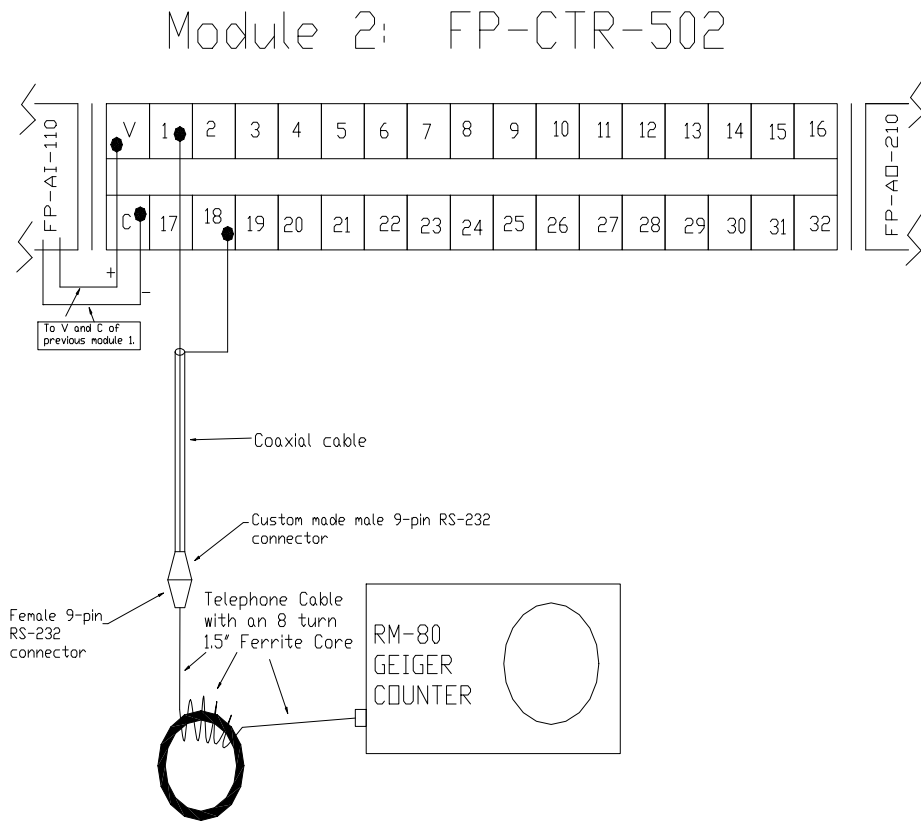 Module 2: FP-CTR-502
FP-AI-110
V 1 2 3 4 5 6 7 8 9 10 11 12 13 14 15 16
C 17 18 19 20 21 22 23 24 25 26 27 28 29 30 31 32
FP-AO-210
+
-
To V and C of
previous module 1.
Coaxial cable
Custom made male 9-pin RS-232
connector
Female 9-pin
RS-232
connector
Telephone Cable
with an 8 turn
1.5" Ferrite Core
RM-80
GEIGER
COUNTER